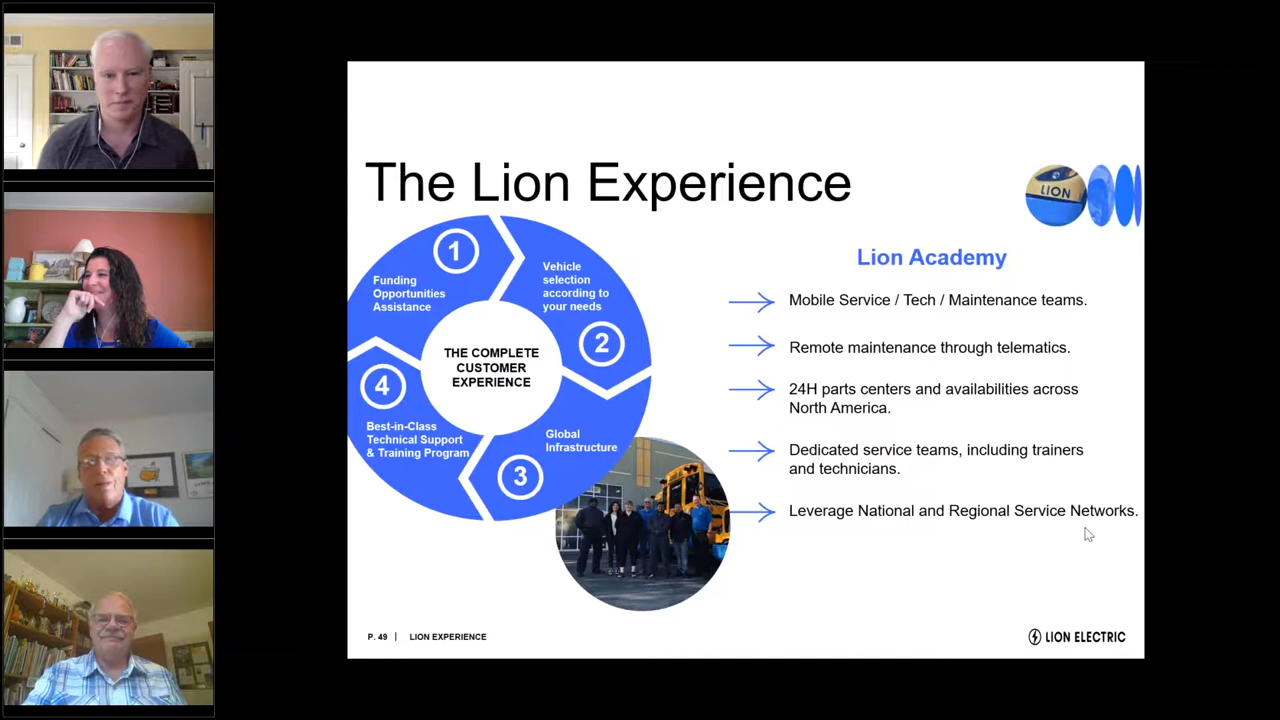 The Lion Experience
LION
1
Funding
Opportunities
Assistance
Vehicle
selection
according to
your needs
2
THE COMPLETE
CUSTOMER
EXPERIENCE
4
Best-in-Class
Technical Support
& Training Program
Global
Infrastructure
3
Lion Academy
Mobile Service / Tech / Maintenance teams.
Remote maintenance through telematics.
24H parts centers and availabilities across
North America.
Dedicated service teams, including trainers
and technicians.
Leverage National and Regional Service Networks.
P. 49 | LION EXPERIENCE
LION ELECTRIC